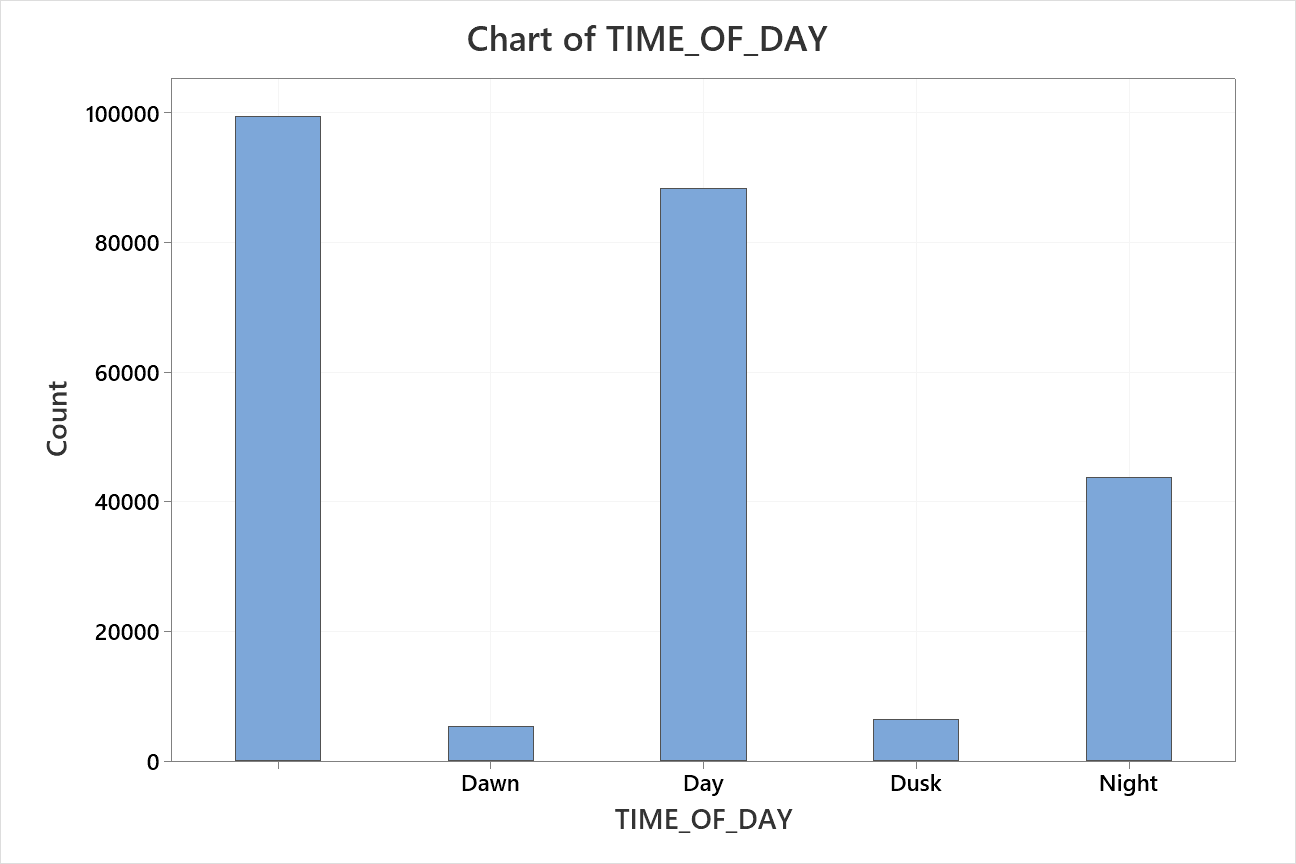 Chart of TIME_OF_DAY
100000
80000
60000
40000
20000
0
Count
Dawn Day Dusk Night
TIME_OF_DAY